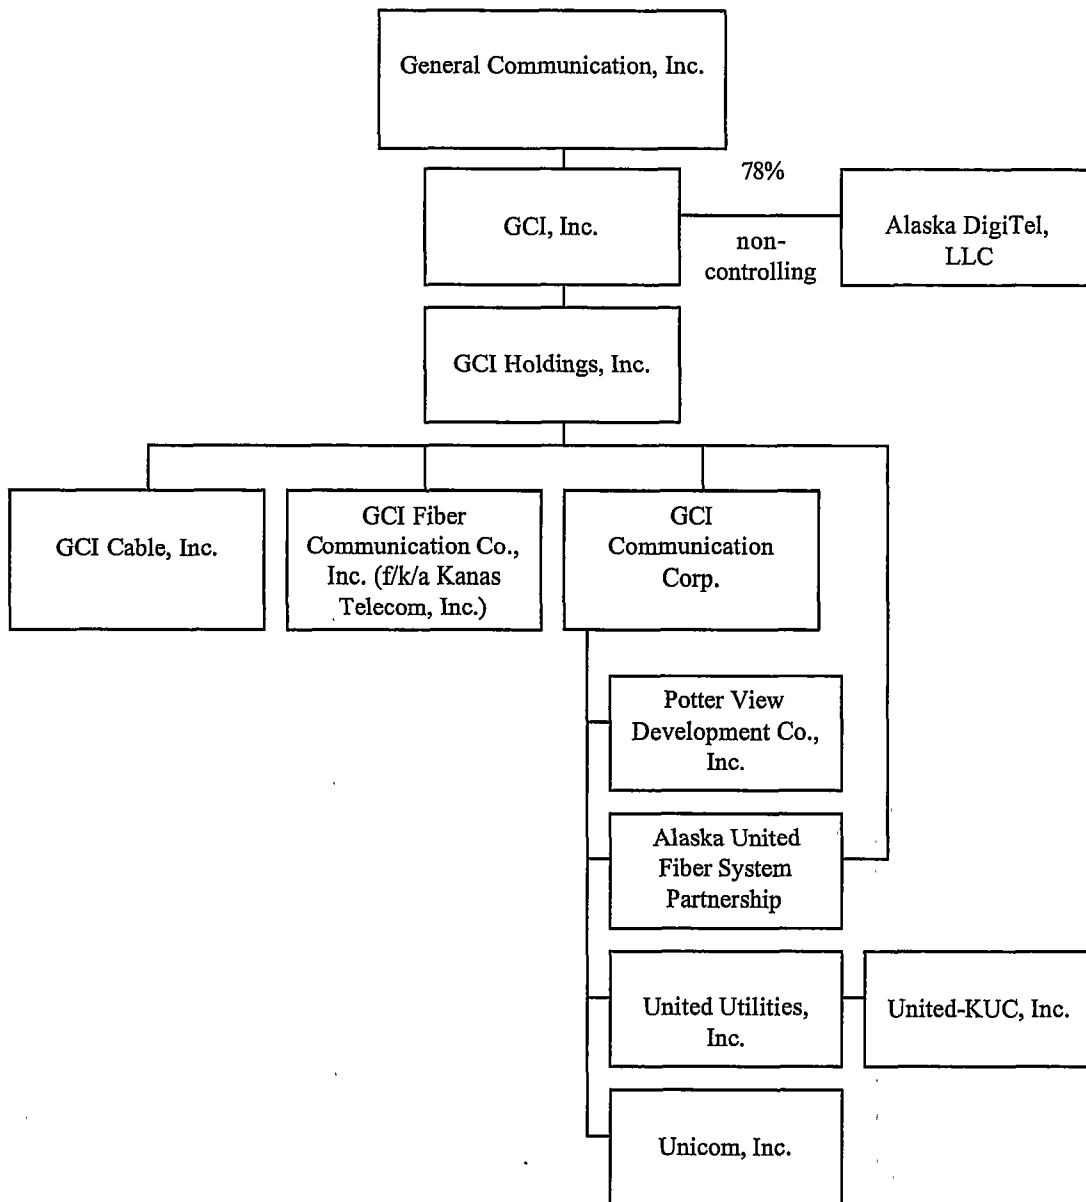 General Communication, Inc.
78%
GCI, Inc.
Alaska DigiTel,
LLC
non-
controlling
GCI Holdings, Inc.
GCI Cable, Inc.
GCI Fiber
Communication Co.,
Inc. (f/k/a Kanas
Telecom, Inc.)
GCI
Communication
Corp.
Potter View
Development Co.,
Inc.
Alaska United
Fiber System
Partnership
United Utilities,
Inc.
United-KUC, Inc.
Unicom, Inc.